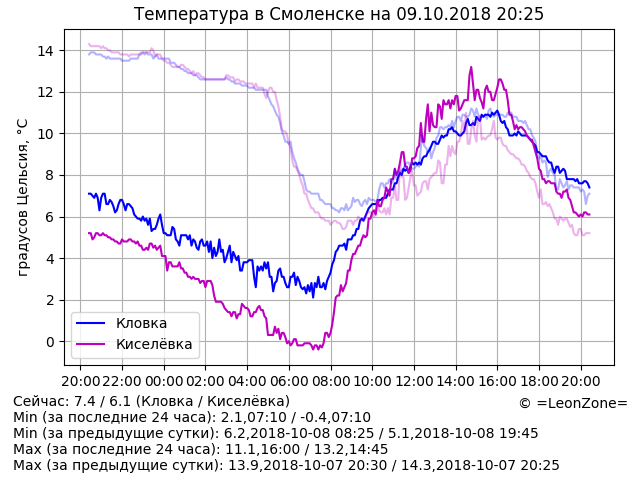 Температура в Смоленске на 09.10.2018 20:25
градусов Цельсия, °C
14
12
10
8
6
4
2
0
Кловка
Киселёвка
20:00 22:00 00:00 02:00 04:00 06:00 08:00 10:00 12:00 14:00 16:00 18:00 20:00
Сейчас: 7.4 / 6.1 (Кловка / Киселёвка)
© =LeonZone=
Min (за последние 24 часа): 2.1,07:10 / -0.4,07:10
Min (за предыдущие сутки): 6.2,2018-10-08 08:25 / 5.1,2018-10-08 19:45
Max (за последние 24 часа): 11.1,16:00 / 13.2,14:45
Max (за предыдущие сутки): 13.9,2018-10-07 20:30 / 14.3,2018-10-07 20:25